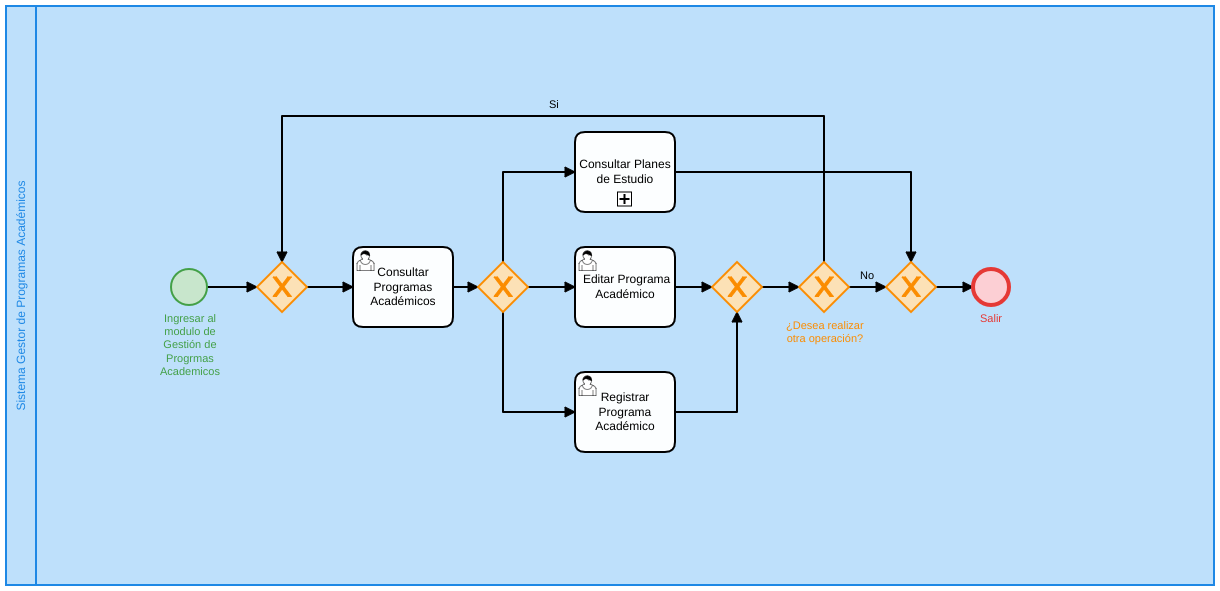 Sistema Gestor de Programas Académicos
Si
Consultar Planes
de Estudio
Consultar
Programas
Académicos
Editar Programa
Académico
No
Ingresar al
modulo de
Gestión de
Progrmas
Academicos
¿Desea realizar
otra operación?
Salir
Registrar
Programa
Académico